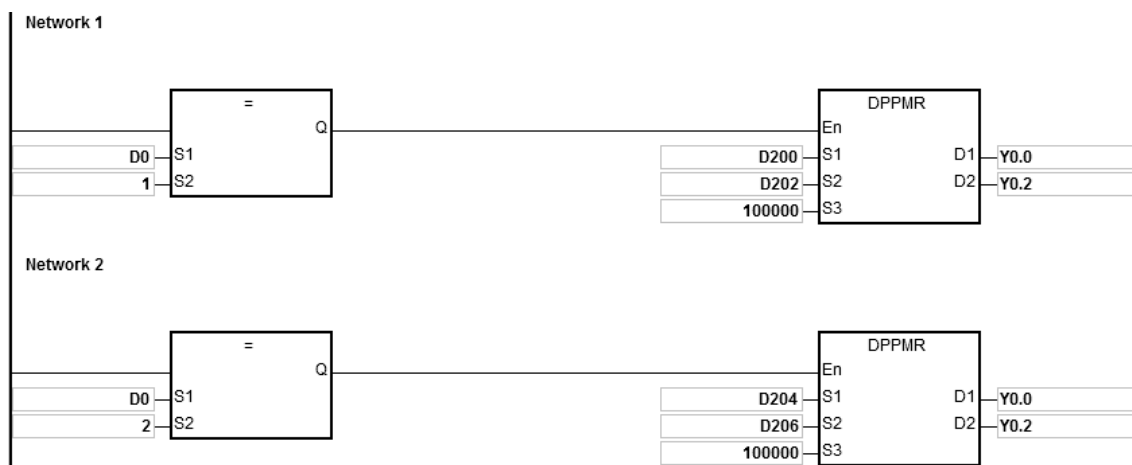 Network 1
= DPPMR
Q En
D0 S1 D200 S1 D1 Y0.0
1 S2 D202 S2 D2 Y0.2
100000 S3
Network 2
= DPPMR
Q En
D0 S1 D204 S1 D1 Y0.0
2 S2 D206 S2 D2 Y0.2
100000 S3